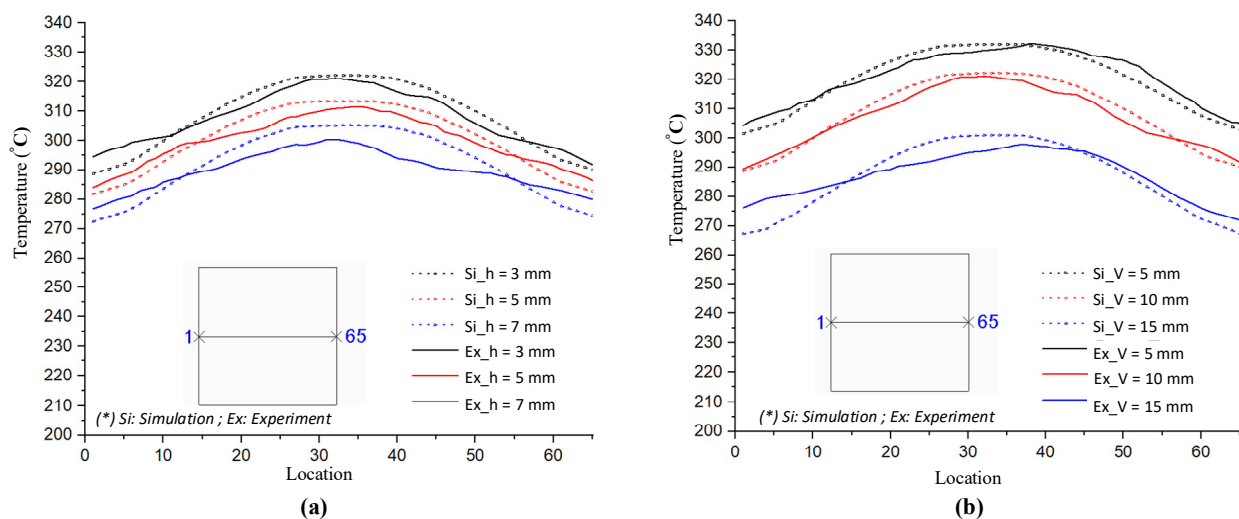 340
330
320
310
300
290
280
270
260
250
240
230
220
210
200
Temperature (°C)
0
10
20
30
40
50
60
Location
1
65
Si_h = 3 mm
Si_h = 5 mm
Si_h = 7 mm
Ex_h = 3 mm
Ex_h = 5 mm
Ex_h = 7 mm
(*) Si: Simulation ; Ex: Experiment
(a)
340
330
320
310
300
290
280
270
260
250
240
230
220
210
200
Temperature (°C)
0
10
20
30
40
50
60
Location
1
65
Si_V = 5 mm
Si_V = 10 mm
Si_V = 15 mm
Ex_V = 5 mm
Ex_V = 10 mm
Ex_V = 15 mm
(*) Si: Simulation ; Ex: Experiment
(b)